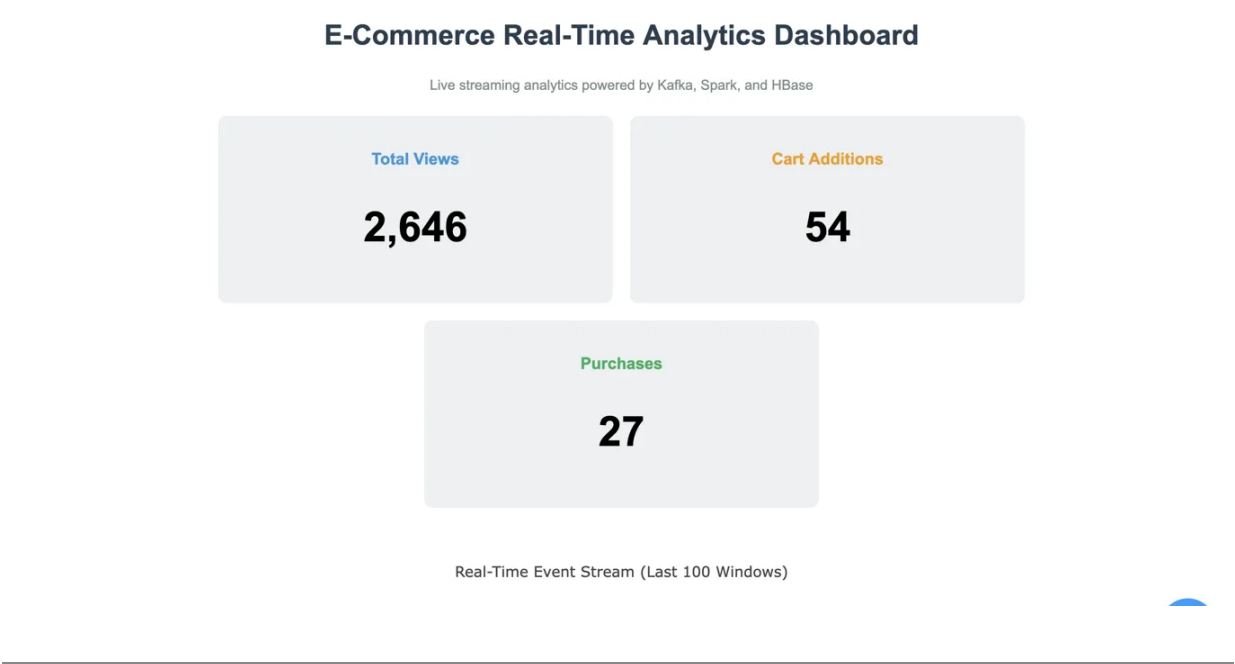 E-Commerce Real-Time Analytics Dashboard
Live streaming analytics powered by Kafka, Spark, and HBase
Total Views
2,646
Cart Additions
54
Purchases
27
Real-Time Event Stream (Last 100 Windows)